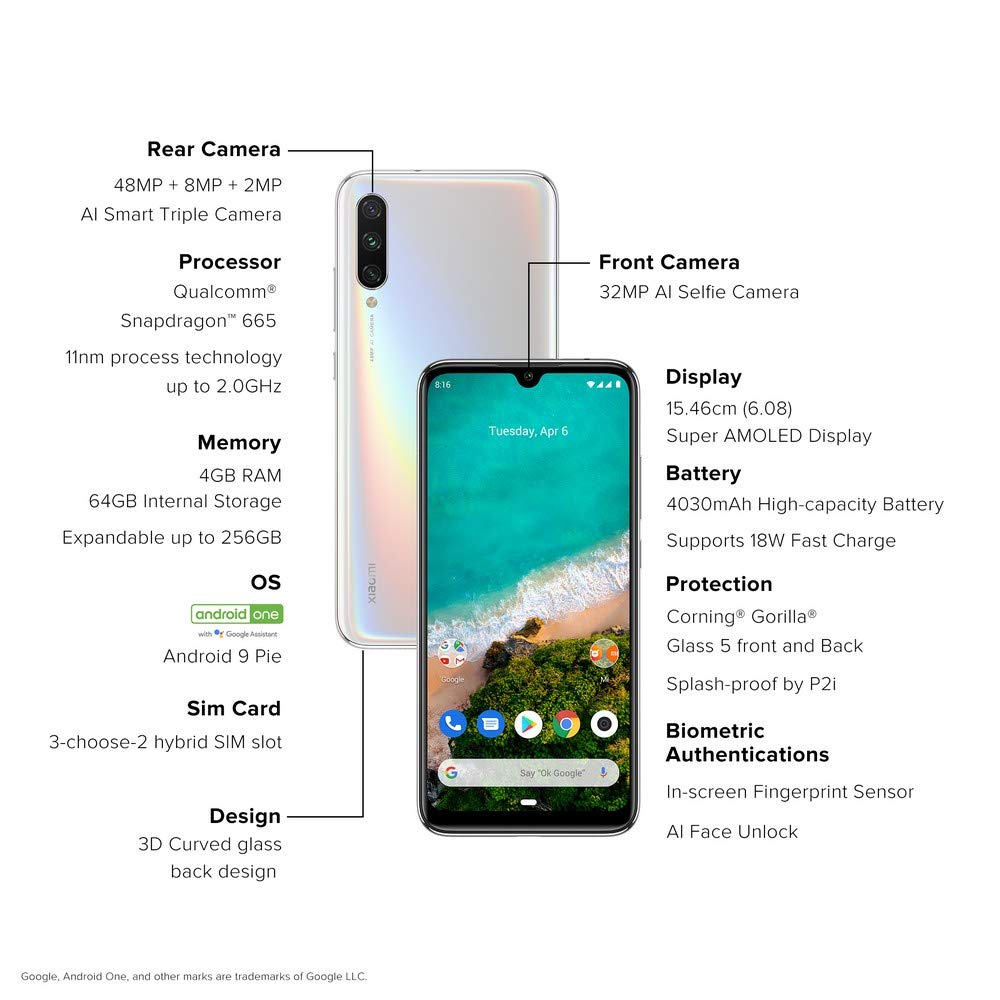 Rear Camera
48MP + 8MP + 2MP
AI Smart Triple Camera
Processor
Qualcomm®
Snapdragon™ 665
11nm process technology
up to 2.0GHz
Memory
4GB RAM
64GB Internal Storage
Expandable up to 256GB
OS
android one
with Google Assistant
Android 9 Pie
Sim Card
3-choose-2 hybrid SIM slot
Design
3D Curved glass
back design
48MP AI CAMERA
xiaomi
8:16
Tuesday, Apr 6
Google
Mi
Say "Ok Google"
Front Camera
32MP AI Selfie Camera
Display
15.46cm (6.08)
Super AMOLED Display
Battery
4030mAh High-capacity Battery
Supports 18W Fast Charge
Protection
Corning® Gorilla®
Glass 5 front and Back
Splash-proof by P2i
Biometric
Authentications
In-screen Fingerprint Sensor
AI Face Unlock
Google, Android One, and other marks are trademarks of Google LLC.